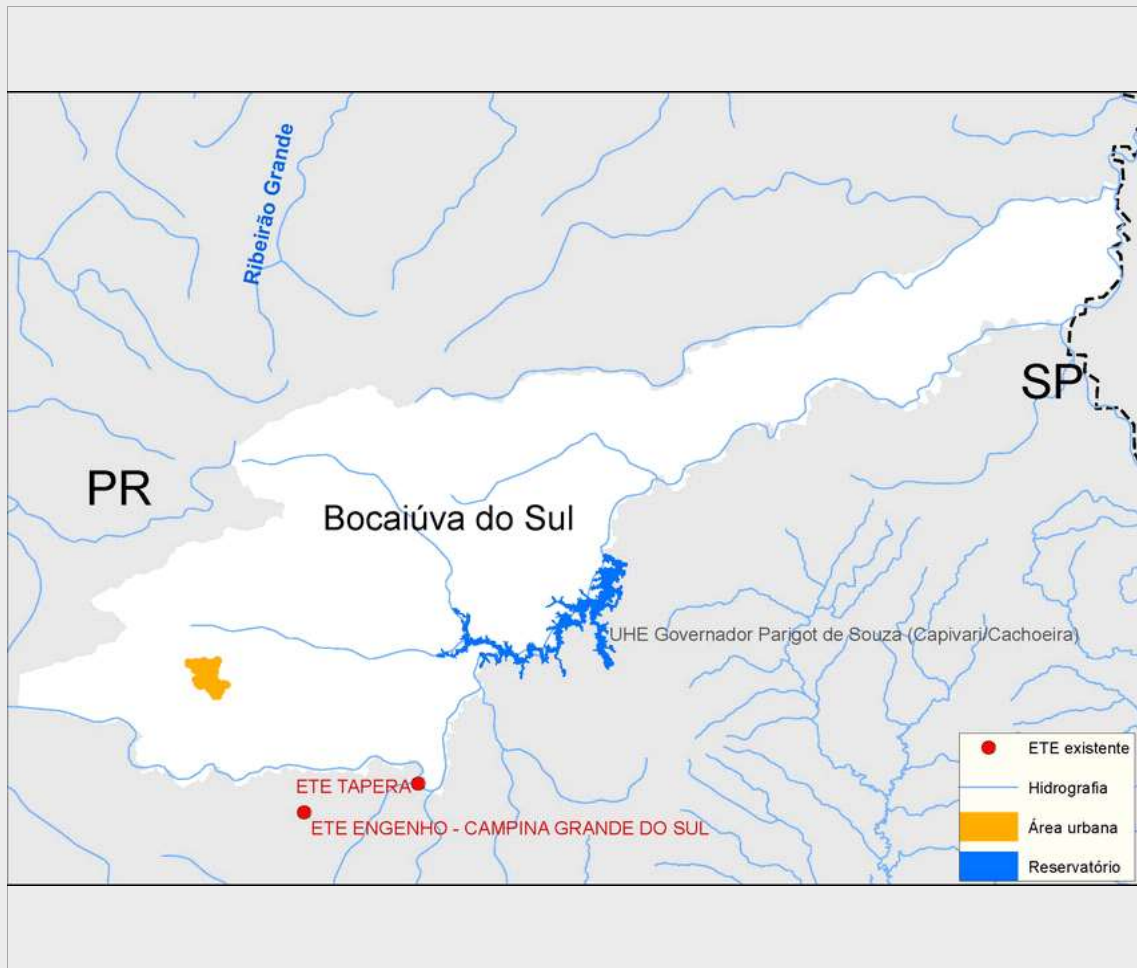 Ribeirão Grande
SP
PR
Bocaiúva do Sul
UHE Governador Parigot de Souza (Capivari/Cachoeira)
ETE TAPERA
ETE ENGENHO - CAMPINA GRANDE DO SUL
ETE existente
Hidrografia
Área urbana
Reservatório